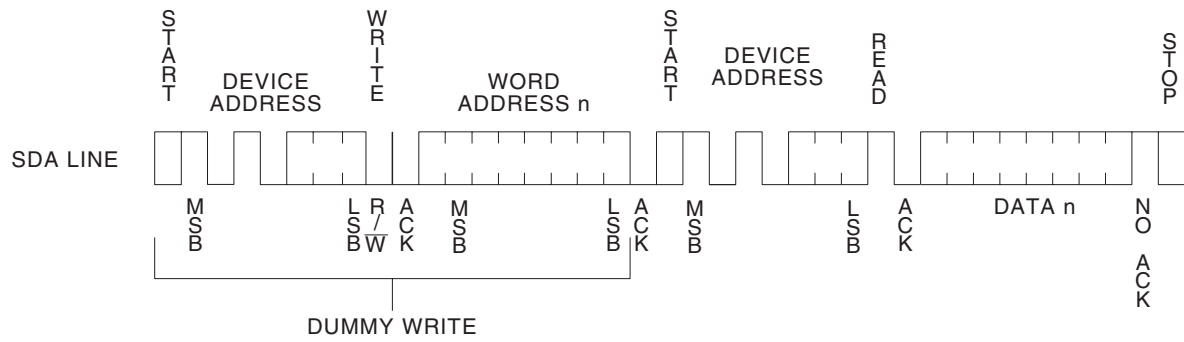 START
WRITE
START
READ
STOP
DEVICE
ADDRESS
WORD
ADDRESS n
DEVICE
ADDRESS
SDA LINE
MSB
LSB
R/W
ACK
MSB
LSB
ACK
MSB
LSB
ACK
DATA n
NO ACK
DUMMY WRITE